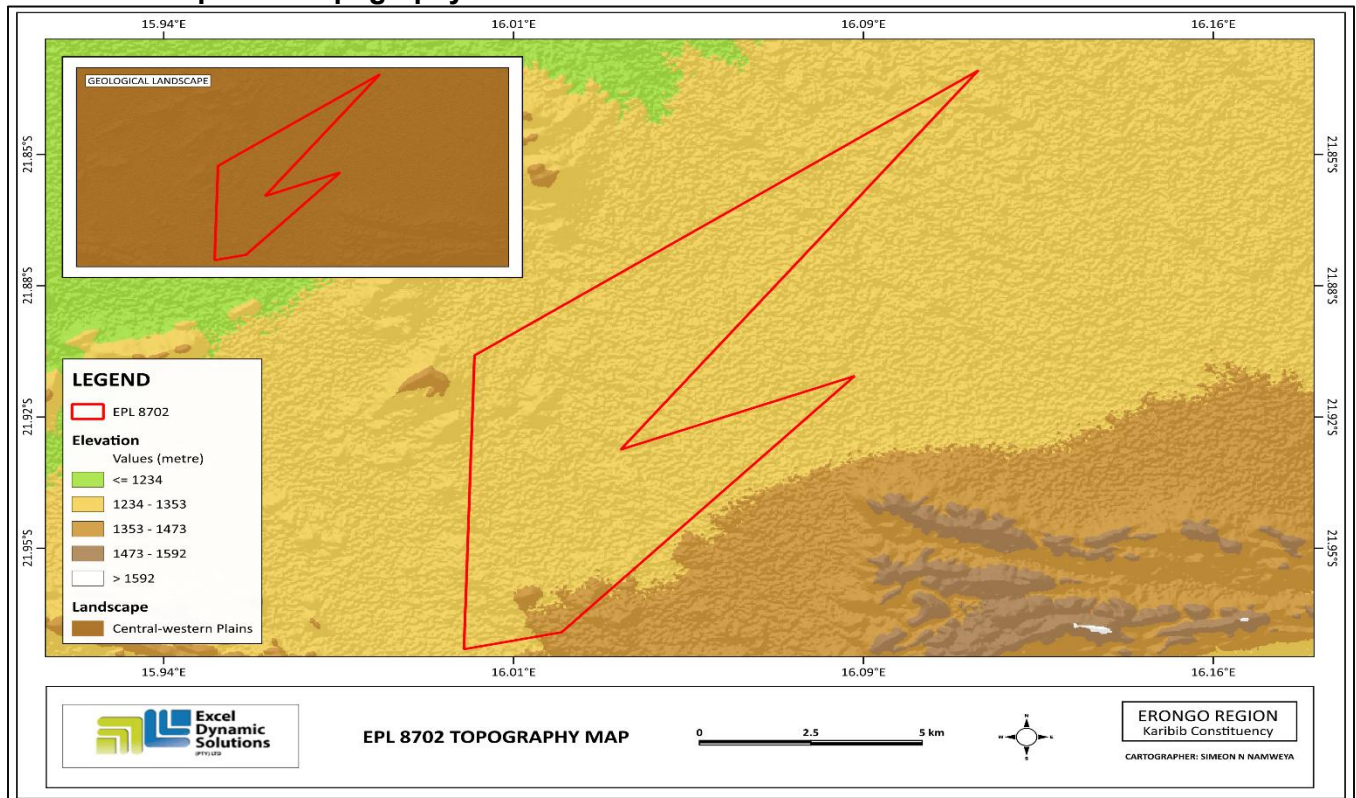 15.94°E 16.01°E 16.09°E 16.16°E
GEOLOGICAL LANDSCAPE
21.85°S 21.85°S
21.88°S 21.88°S
21.92°S 21.92°S
21.95°S 21.95°S
LEGEND
EPL 8702
Elevation
Values (metre)
<= 1234
1234 - 1353
1353 - 1473
1473 - 1592
> 1592
Landscape
Central-western Plains
15.94°E 16.01°E 16.09°E 16.16°E
Excel
Dynamic
Solutions
(PTY) LTD
EPL 8702 TOPOGRAPHY MAP
0 2.5 5 km
N
W E
S
ERONGO REGION
Karibib Constituency
CARTOGRAPHER: SIMEON N NAMWEYA